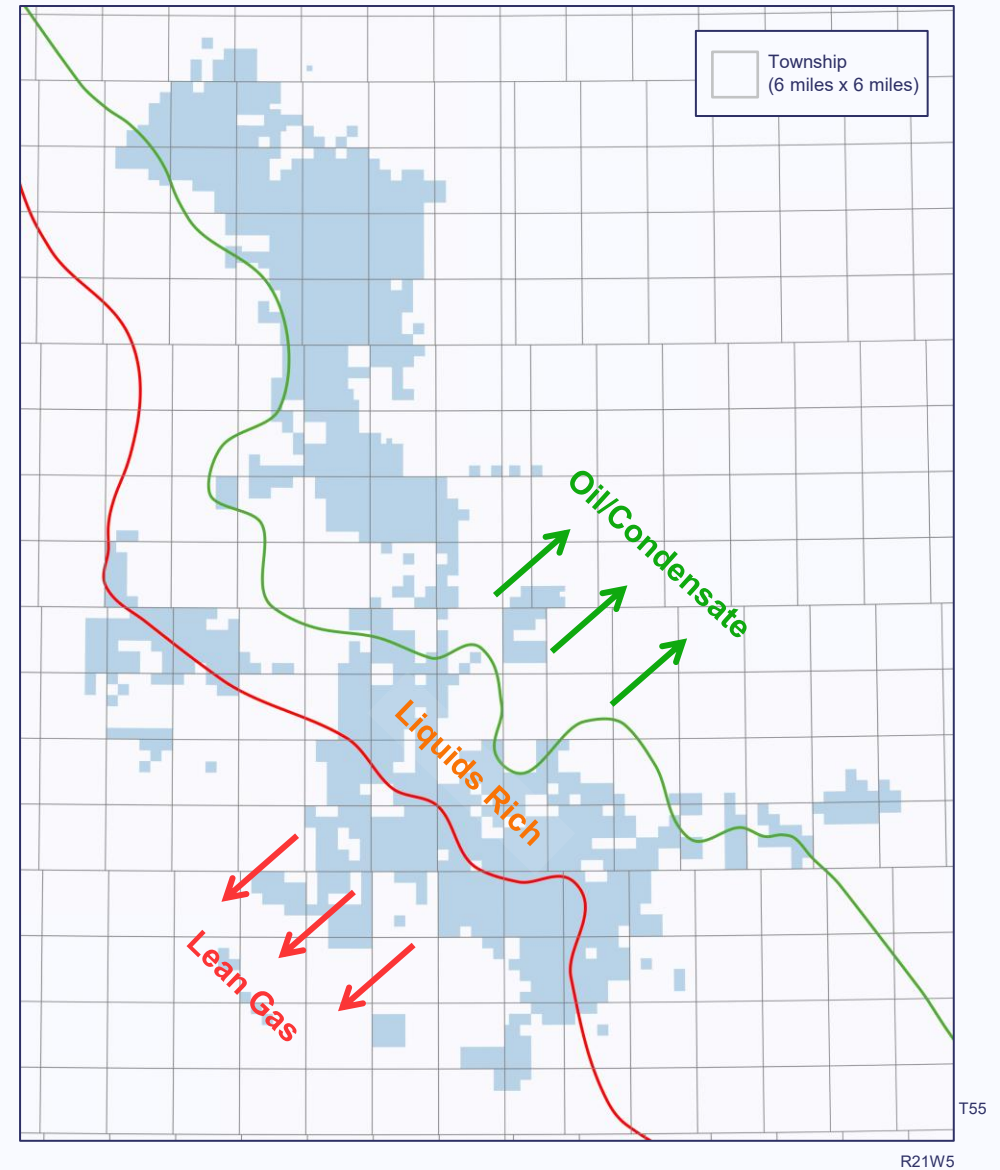 Township
(6 miles x 6 miles)
Oil/Condensate
Liquids Rich
Lean Gas
T55
R21W5